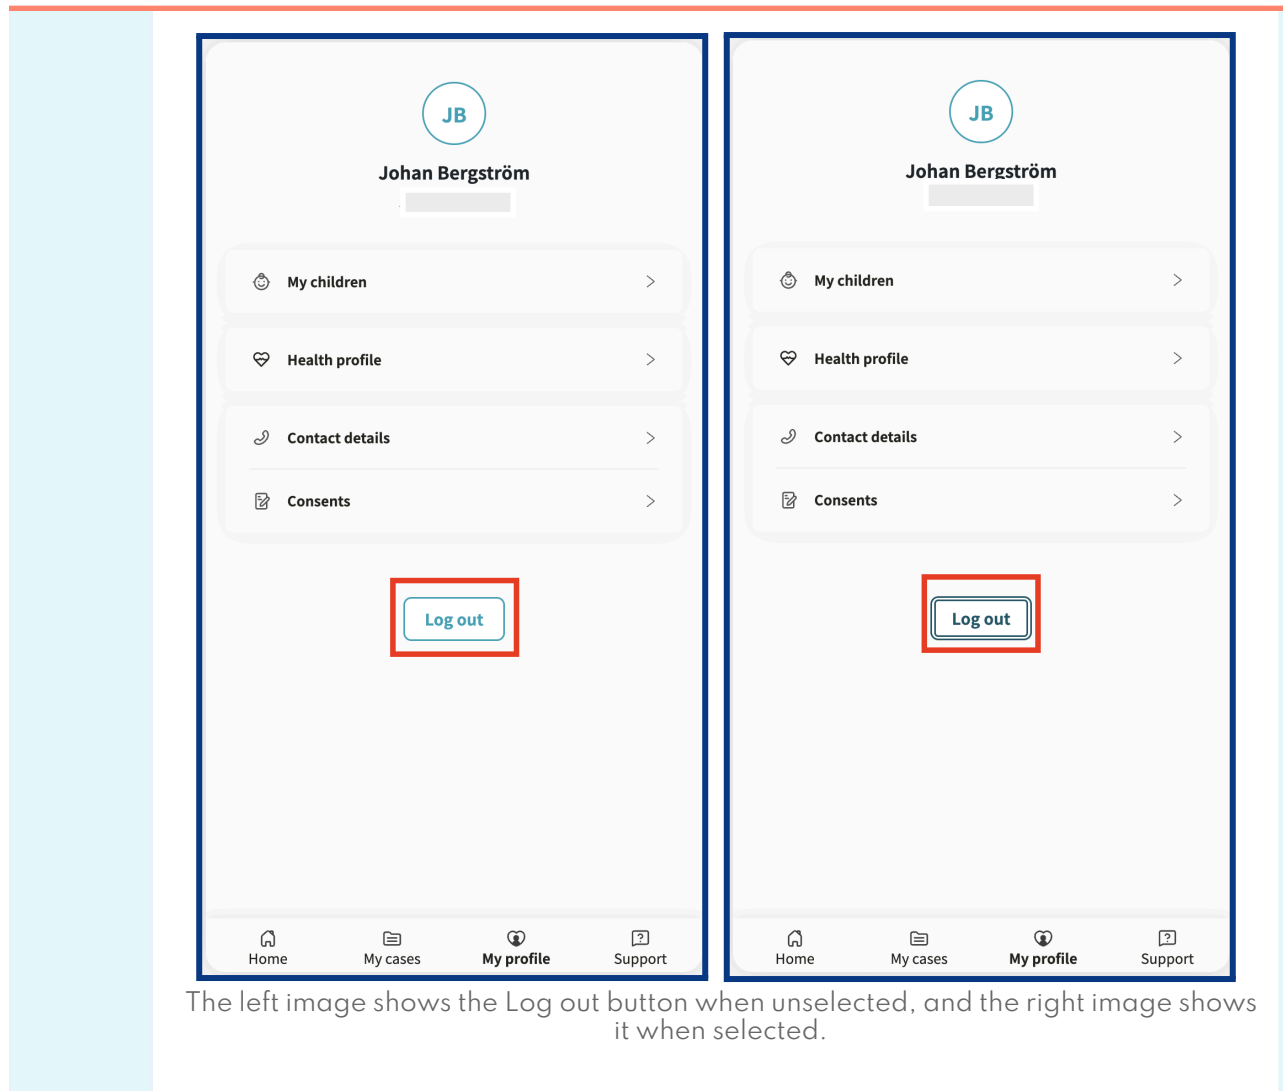 JB
Johan Bergström
My children
Health profile
Contact details
Consents
Log out
Home My cases My profile Support
JB
Johan Bergström
My children
Health profile
Contact details
Consents
Log out
Home My cases My profile Support
The left image shows the Log out button when unselected, and the right image shows
it when selected.